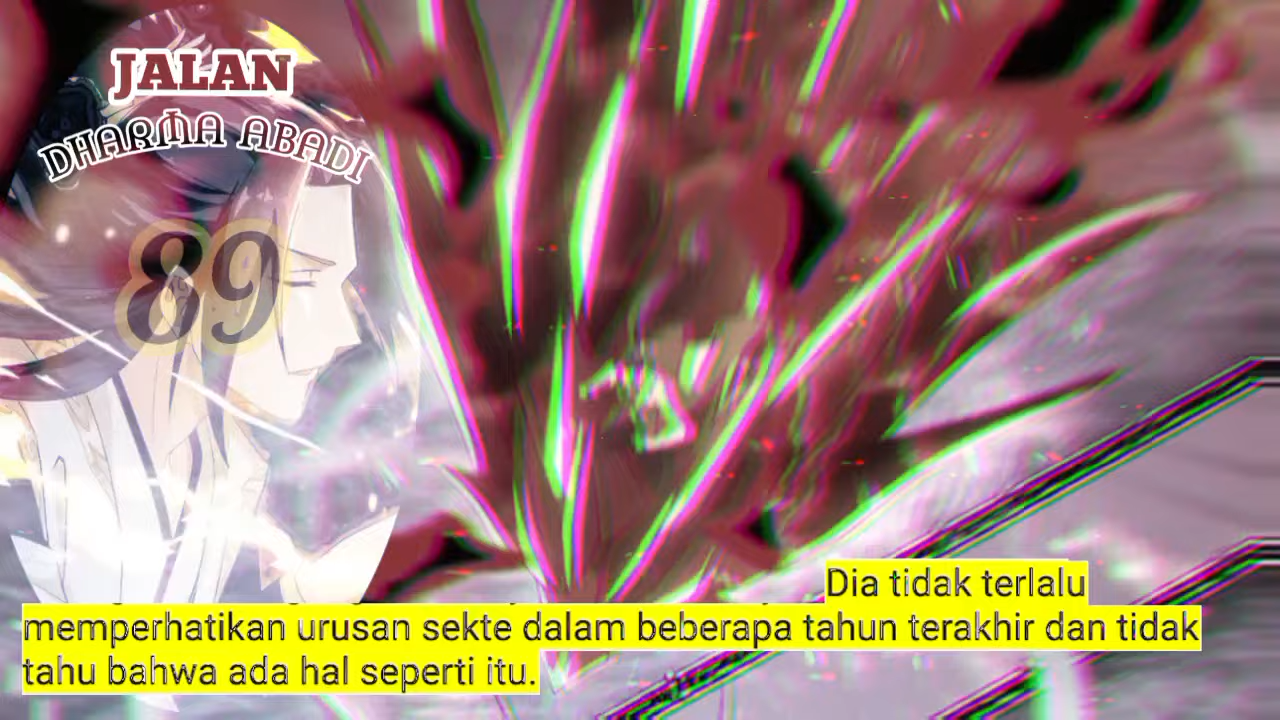 JALAN
DHARMA ABADI
89
Dia tidak terlalu
memperhatikan urusan sekte dalam beberapa tahun terakhir dan tidak
tahu bahwa ada hal seperti itu.